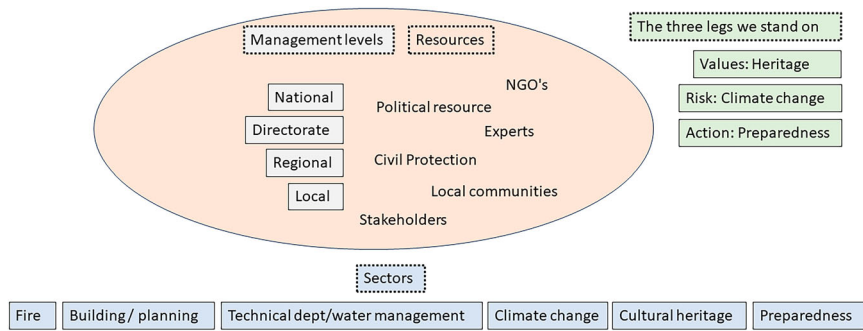 Management levels
Resources
The three legs we stand on
Values: Heritage
Risk: Climate change
Action: Preparedness
National
Directorate
Regional
Local
NGO's
Political resource
Experts
Civil Protection
Local communities
Stakeholders
Sectors
Fire
Building / planning
Technical dept/water management
Climate change
Cultural heritage
Preparedness